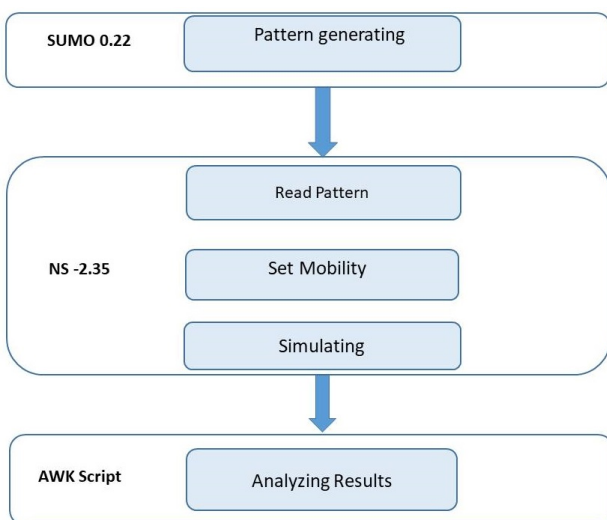 SUMO 0.22
Pattern generating
Read Pattern
NS -2.35
Set Mobility
Simulating
AWK Script
Analyzing Results